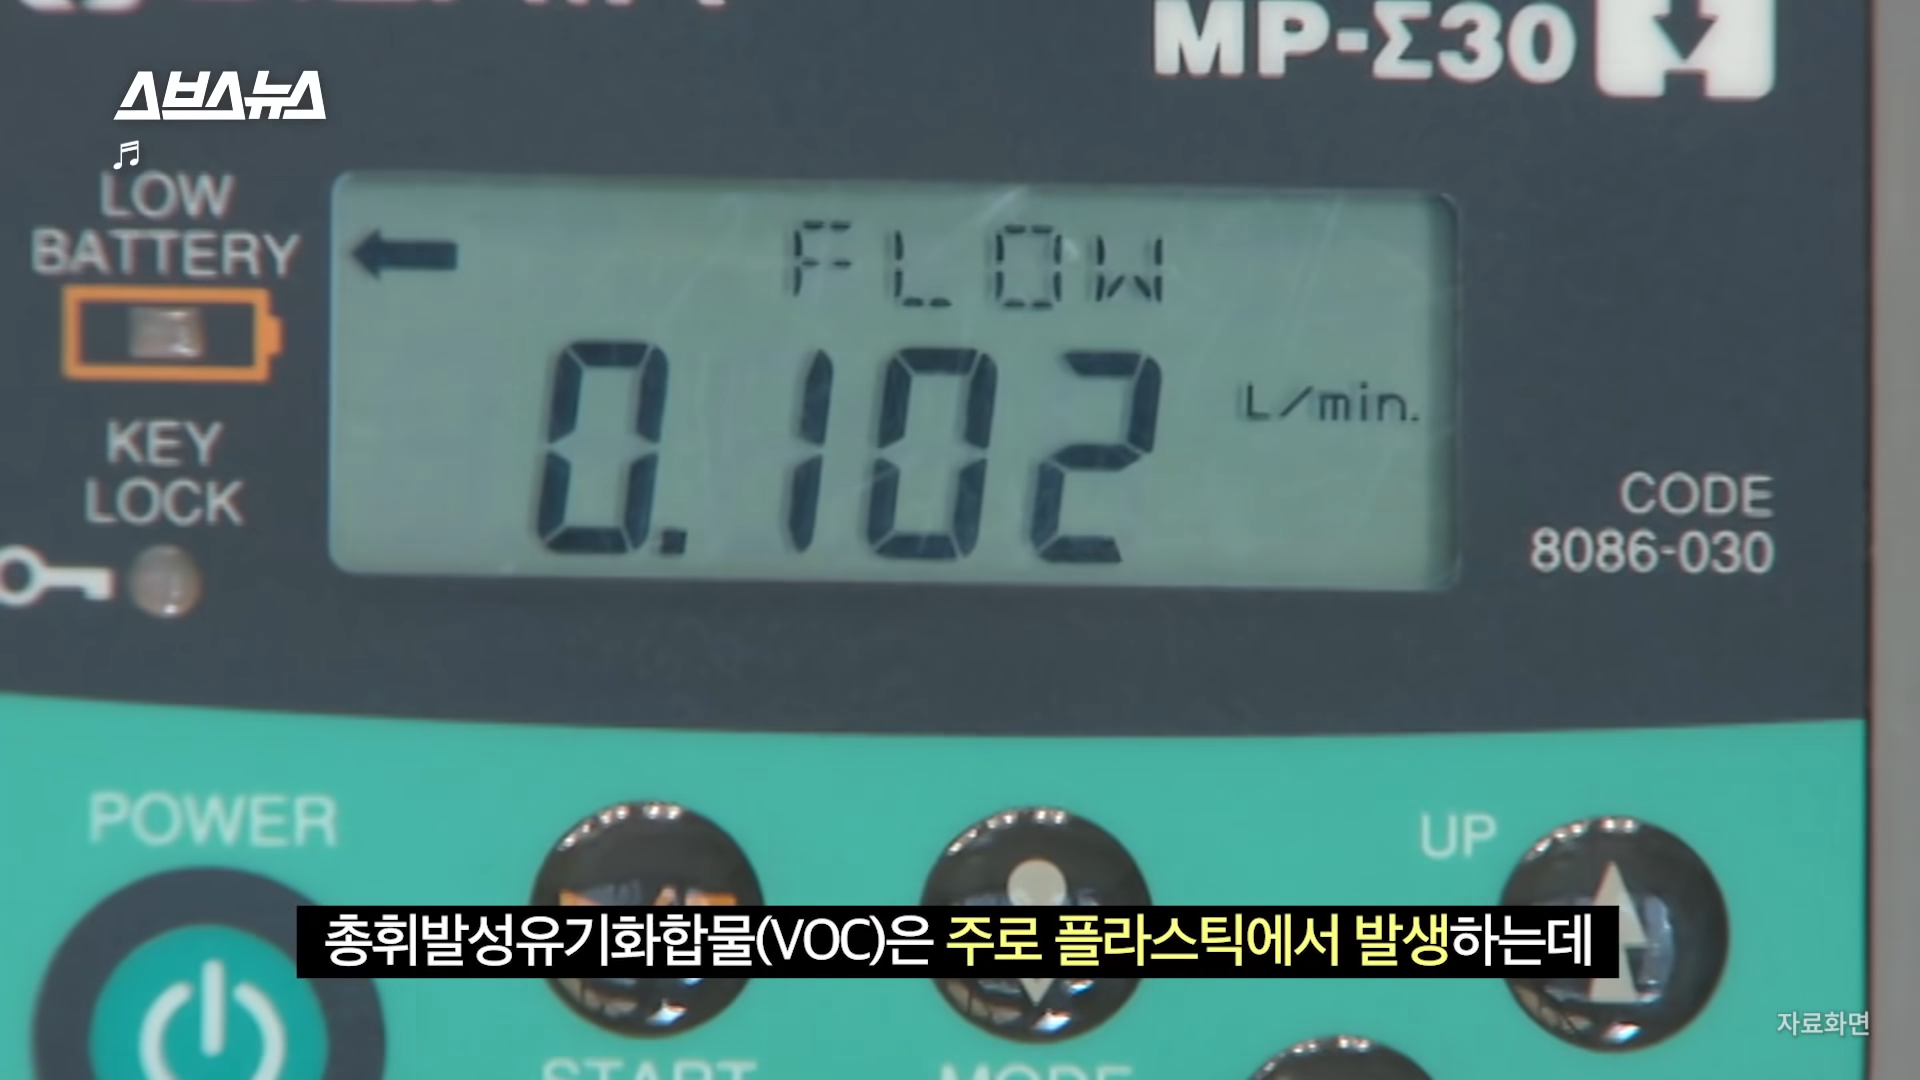 MP-Σ30
스브스뉴스
LOW
BATTERY
FLOW
0.102
L/min.
KEY
LOCK
CODE
8086-030
POWER
UP
총휘발성유기화합물(VOC)은 주로 플라스틱에서 발생하는데
자료화면
START
MODE